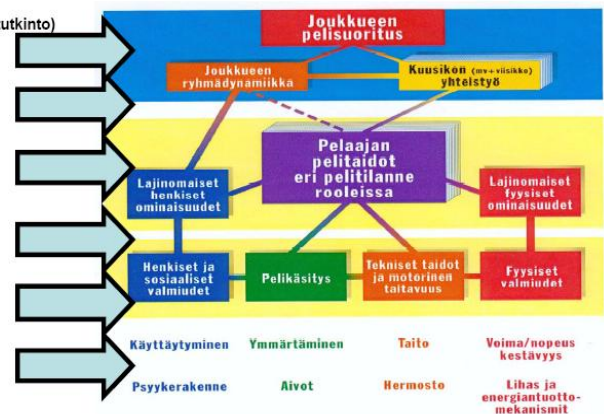 tutkinto)
Joukkueen
pelisuoritus
Joukkueen
ryhmädynamiikka
Kuusikon (mv+viisikko)
yhteistyö
Pelaajan
pelitaidot
eri pelitilanne
rooleissa
Lajinomaiset
henkiset
ominaisuudet
Lajinomaiset
fyysiset
ominaisuudet
Henkiset ja
sosiaaliset
valmiudet
Pelikäsitys
Tekniset taidot
ja motorinen
taitavuus
Fyysiset
valmiudet
Käyttäytyminen
Ymmärtäminen
Taito
Voima/nopeus
kestävyys
Psyykerakenne
Aivot
Hermosto
Lihas ja
energiantuotto-
mekanismit